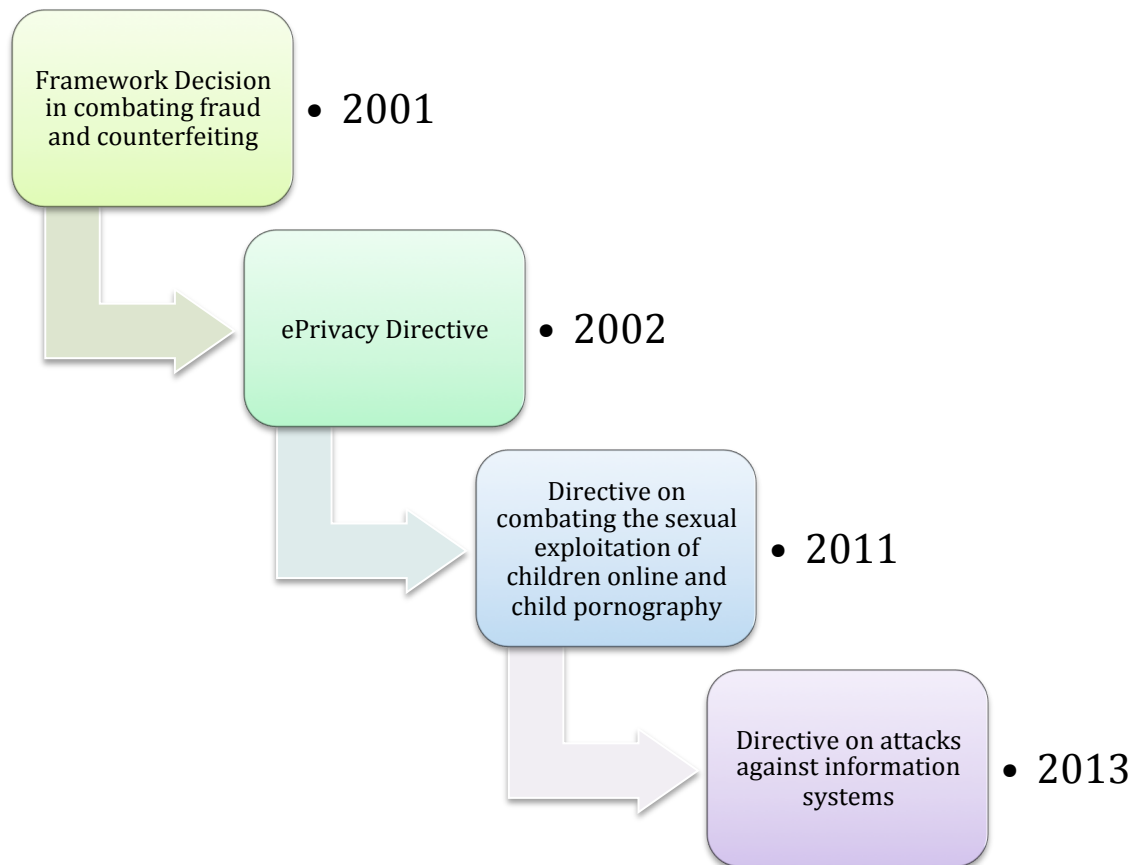 Framework Decision
in combating fraud
and counterfeiting
• 2001
ePrivacy Directive
• 2002
Directive on
combating the sexual
exploitation of
children online and
child pornography
• 2011
Directive on attacks
against information
systems
• 2013